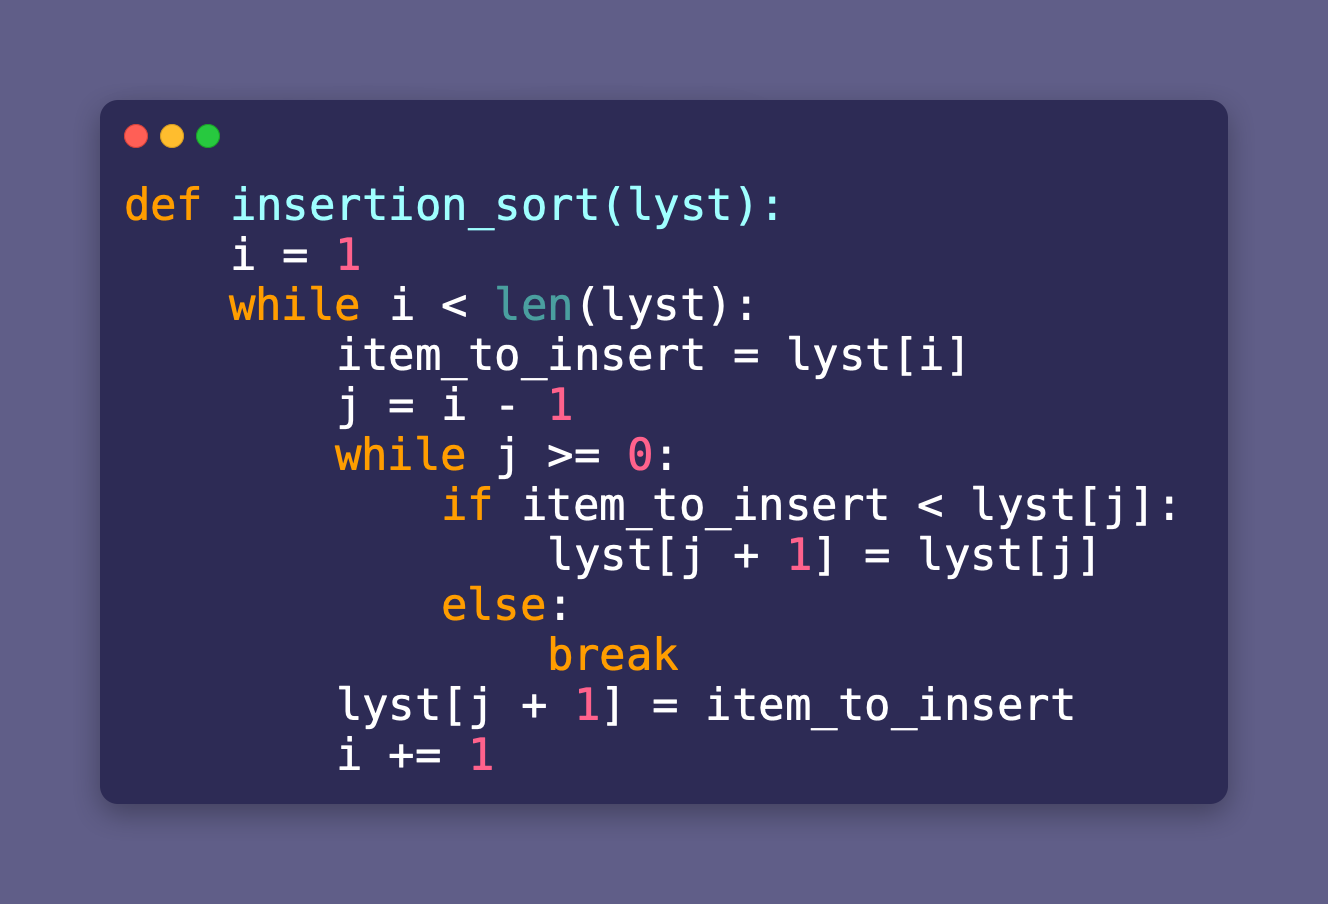 def insertion_sort(lyst):
    i = 1
    while i < len(lyst):
        item_to_insert = lyst[i]
        j = i - 1
        while j >= 0:
            if item_to_insert < lyst[j]:
                lyst[j + 1] = lyst[j]
            else:
                break
        lyst[j + 1] = item_to_insert
        i += 1